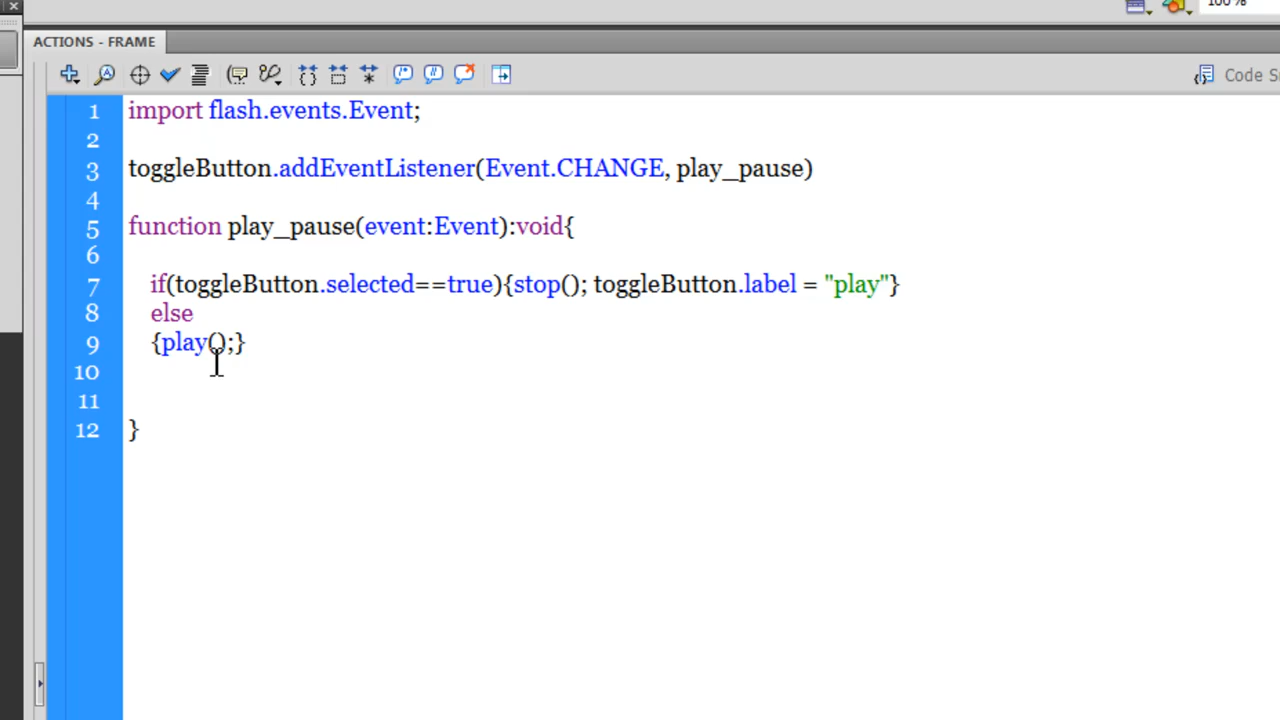 100%
ACTIONS - FRAME
Code S
1 import flash.events.Event;
2
3 toggleButton.addEventListener(Event.CHANGE, play_pause)
4
5 function play_pause(event:Event):void{
6
7 if(toggleButton.selected==true){stop(); toggleButton.label = "play"}
8 else
9 {play();}
10
11
12 }